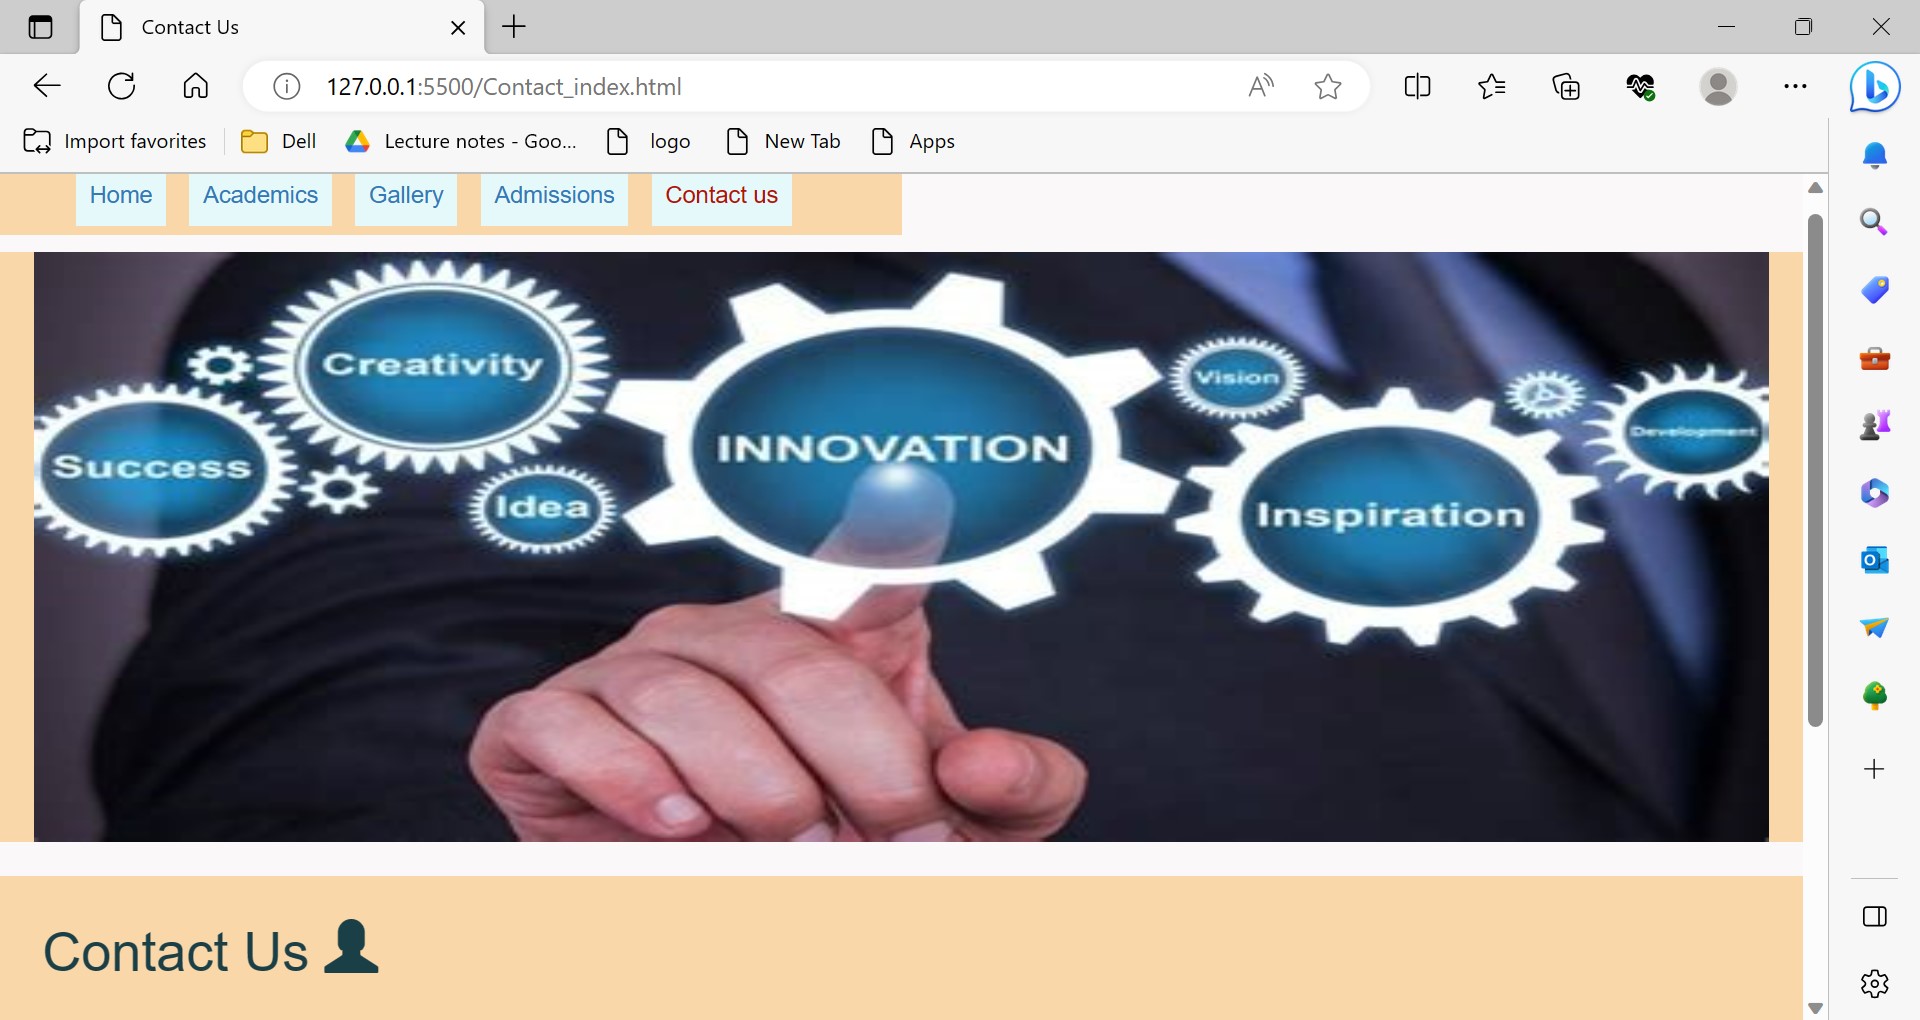 Contact Us
127.0.0.1:5500/Contact_index.html
Import favorites Dell Lecture notes - Goo... logo New Tab Apps
Home Academics Gallery Admissions Contact us
Creativity
Vision
INNOVATION
Development
Success
Idea
Inspiration
Contact Us